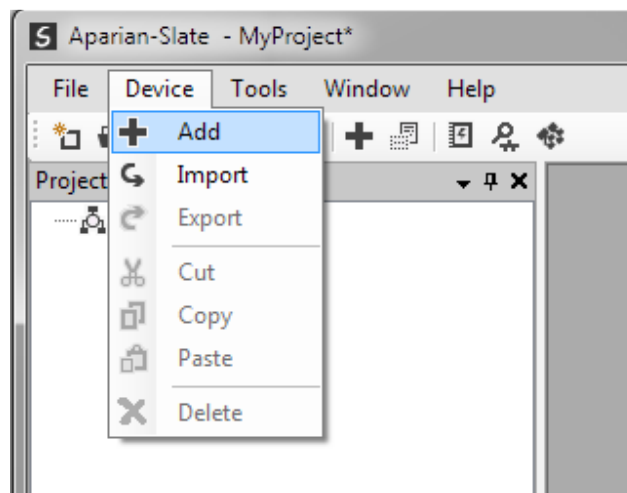 S Aparian-Slate - MyProject*
File Device Tools Window Help
Add
Project
Import
Export
Cut
Copy
Paste
Delete